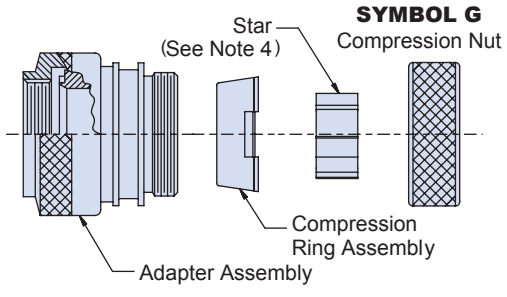 SYMBOL G
Compression Nut
Star
(See Note 4)
Compression
Ring Assembly
Adapter Assembly